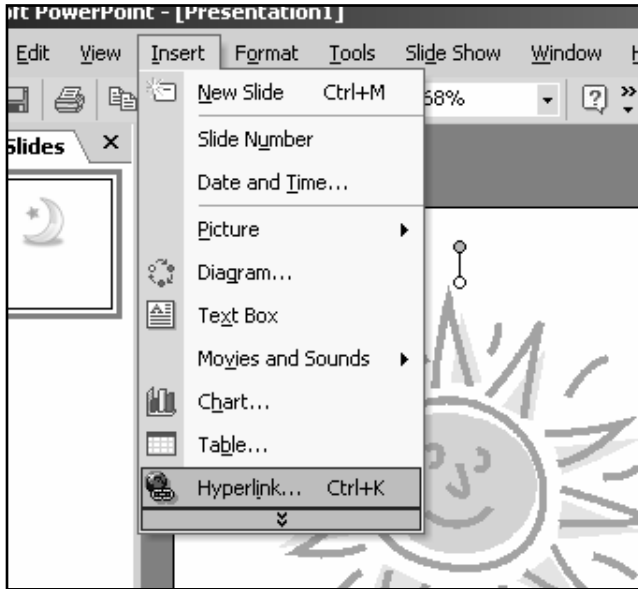 oft PowerPoint - [Presentation1]
Edit View Insert Format Tools Slide Show Window H
68%
Slides
New Slide Ctrl+M
Slide Number
Date and Time...
Picture
Diagram...
Text Box
Movies and Sounds
Chart...
Table...
Hyperlink... Ctrl+K